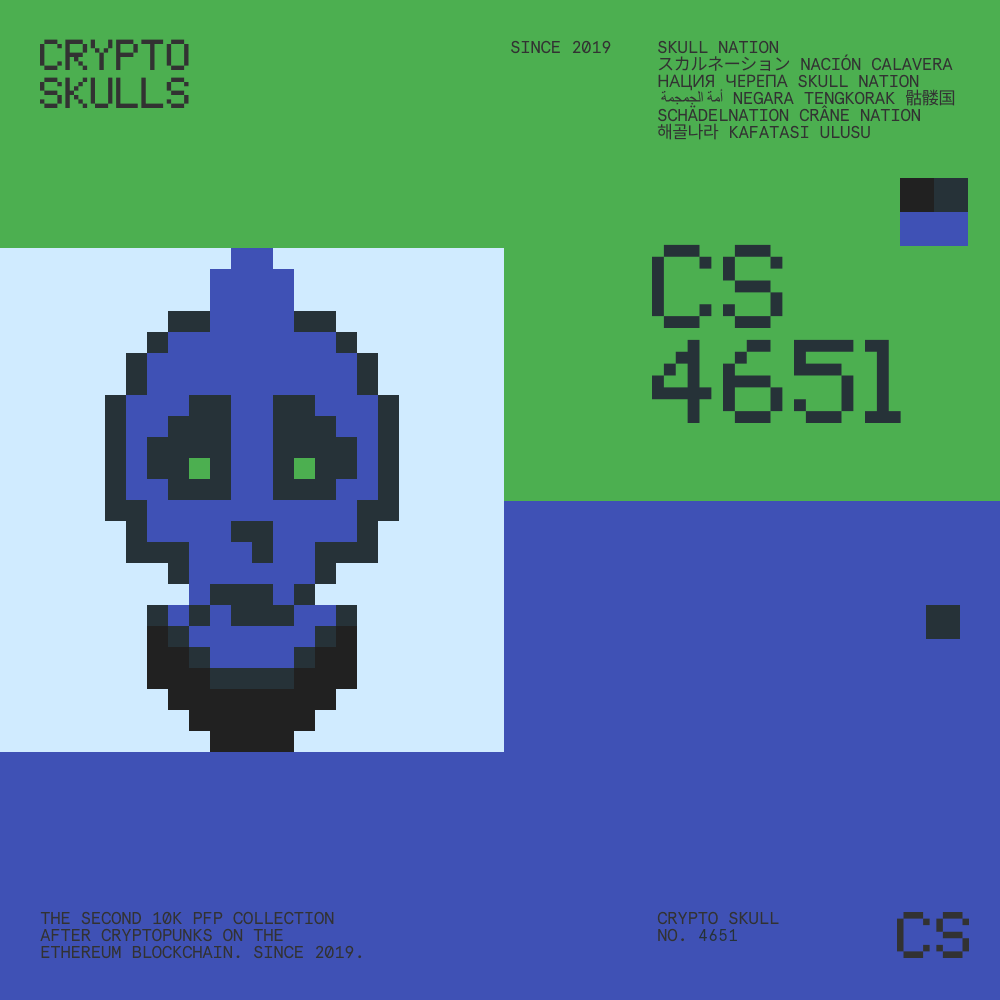 CRYPTO
SKULLS
SINCE 2019
SKULL NATION
スカルネーション NACIÓN CALAVERA
НАЦИЯ ЧЕРЕПА SKULL NATION
أمة الجمجمة NEGARA TENGKORAK 骷髅国
SCHÄDELNATION CRÂNE NATION
해골나라 KAFATASI ULUSU
CS
4651
THE SECOND 10K PFP COLLECTION
AFTER CRYPTOPUNKS ON THE
ETHEREUM BLOCKCHAIN. SINCE 2019.
CRYPTO SKULL
NO. 4651
CS